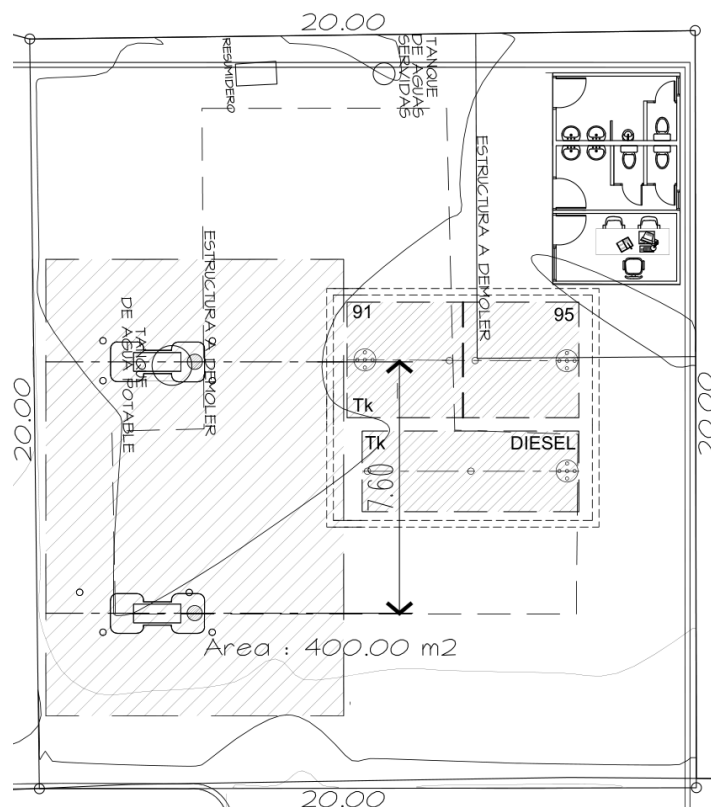 20.00
RESUMIDERO
TANQUE
DE AGUAS
SERVIDAS
ESTRUCTURA A DEMOLER
ESTRUCTURA A DEMOLER
TANQUE
DE AGUA POTABLE
91
95
Tk
Tk
DIESEL
7.60
20.00
20.00
Area : 400.00 m2
20.00